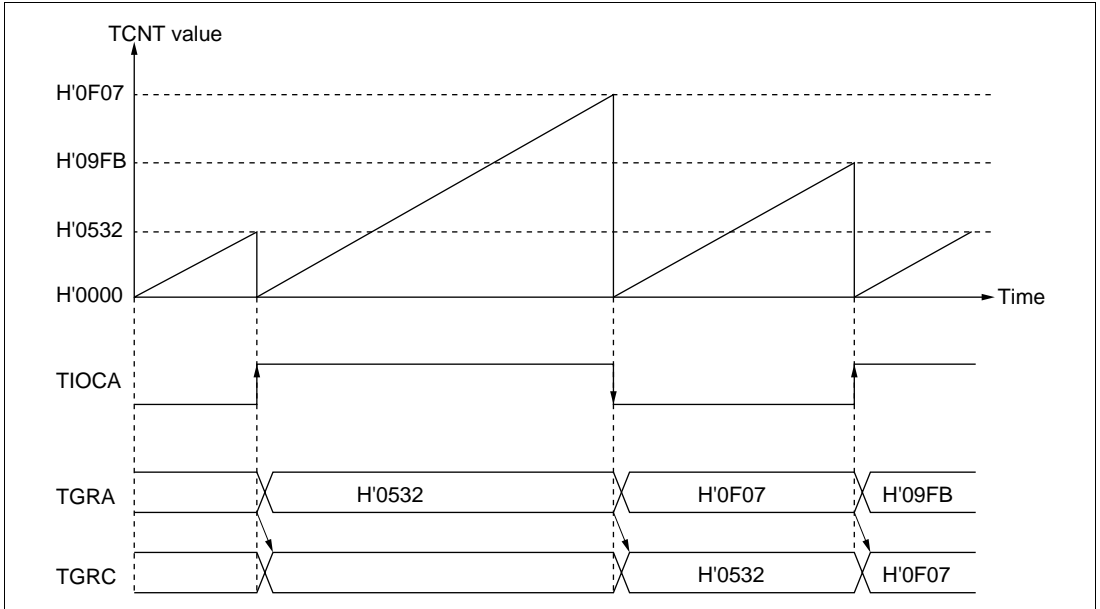 TCNT value
H'0F07
H'09FB
H'0532
H'0000
Time
TIOCA
TGRA
H'0532
H'0F07
H'09FB
TGRC
H'0532
H'0F07